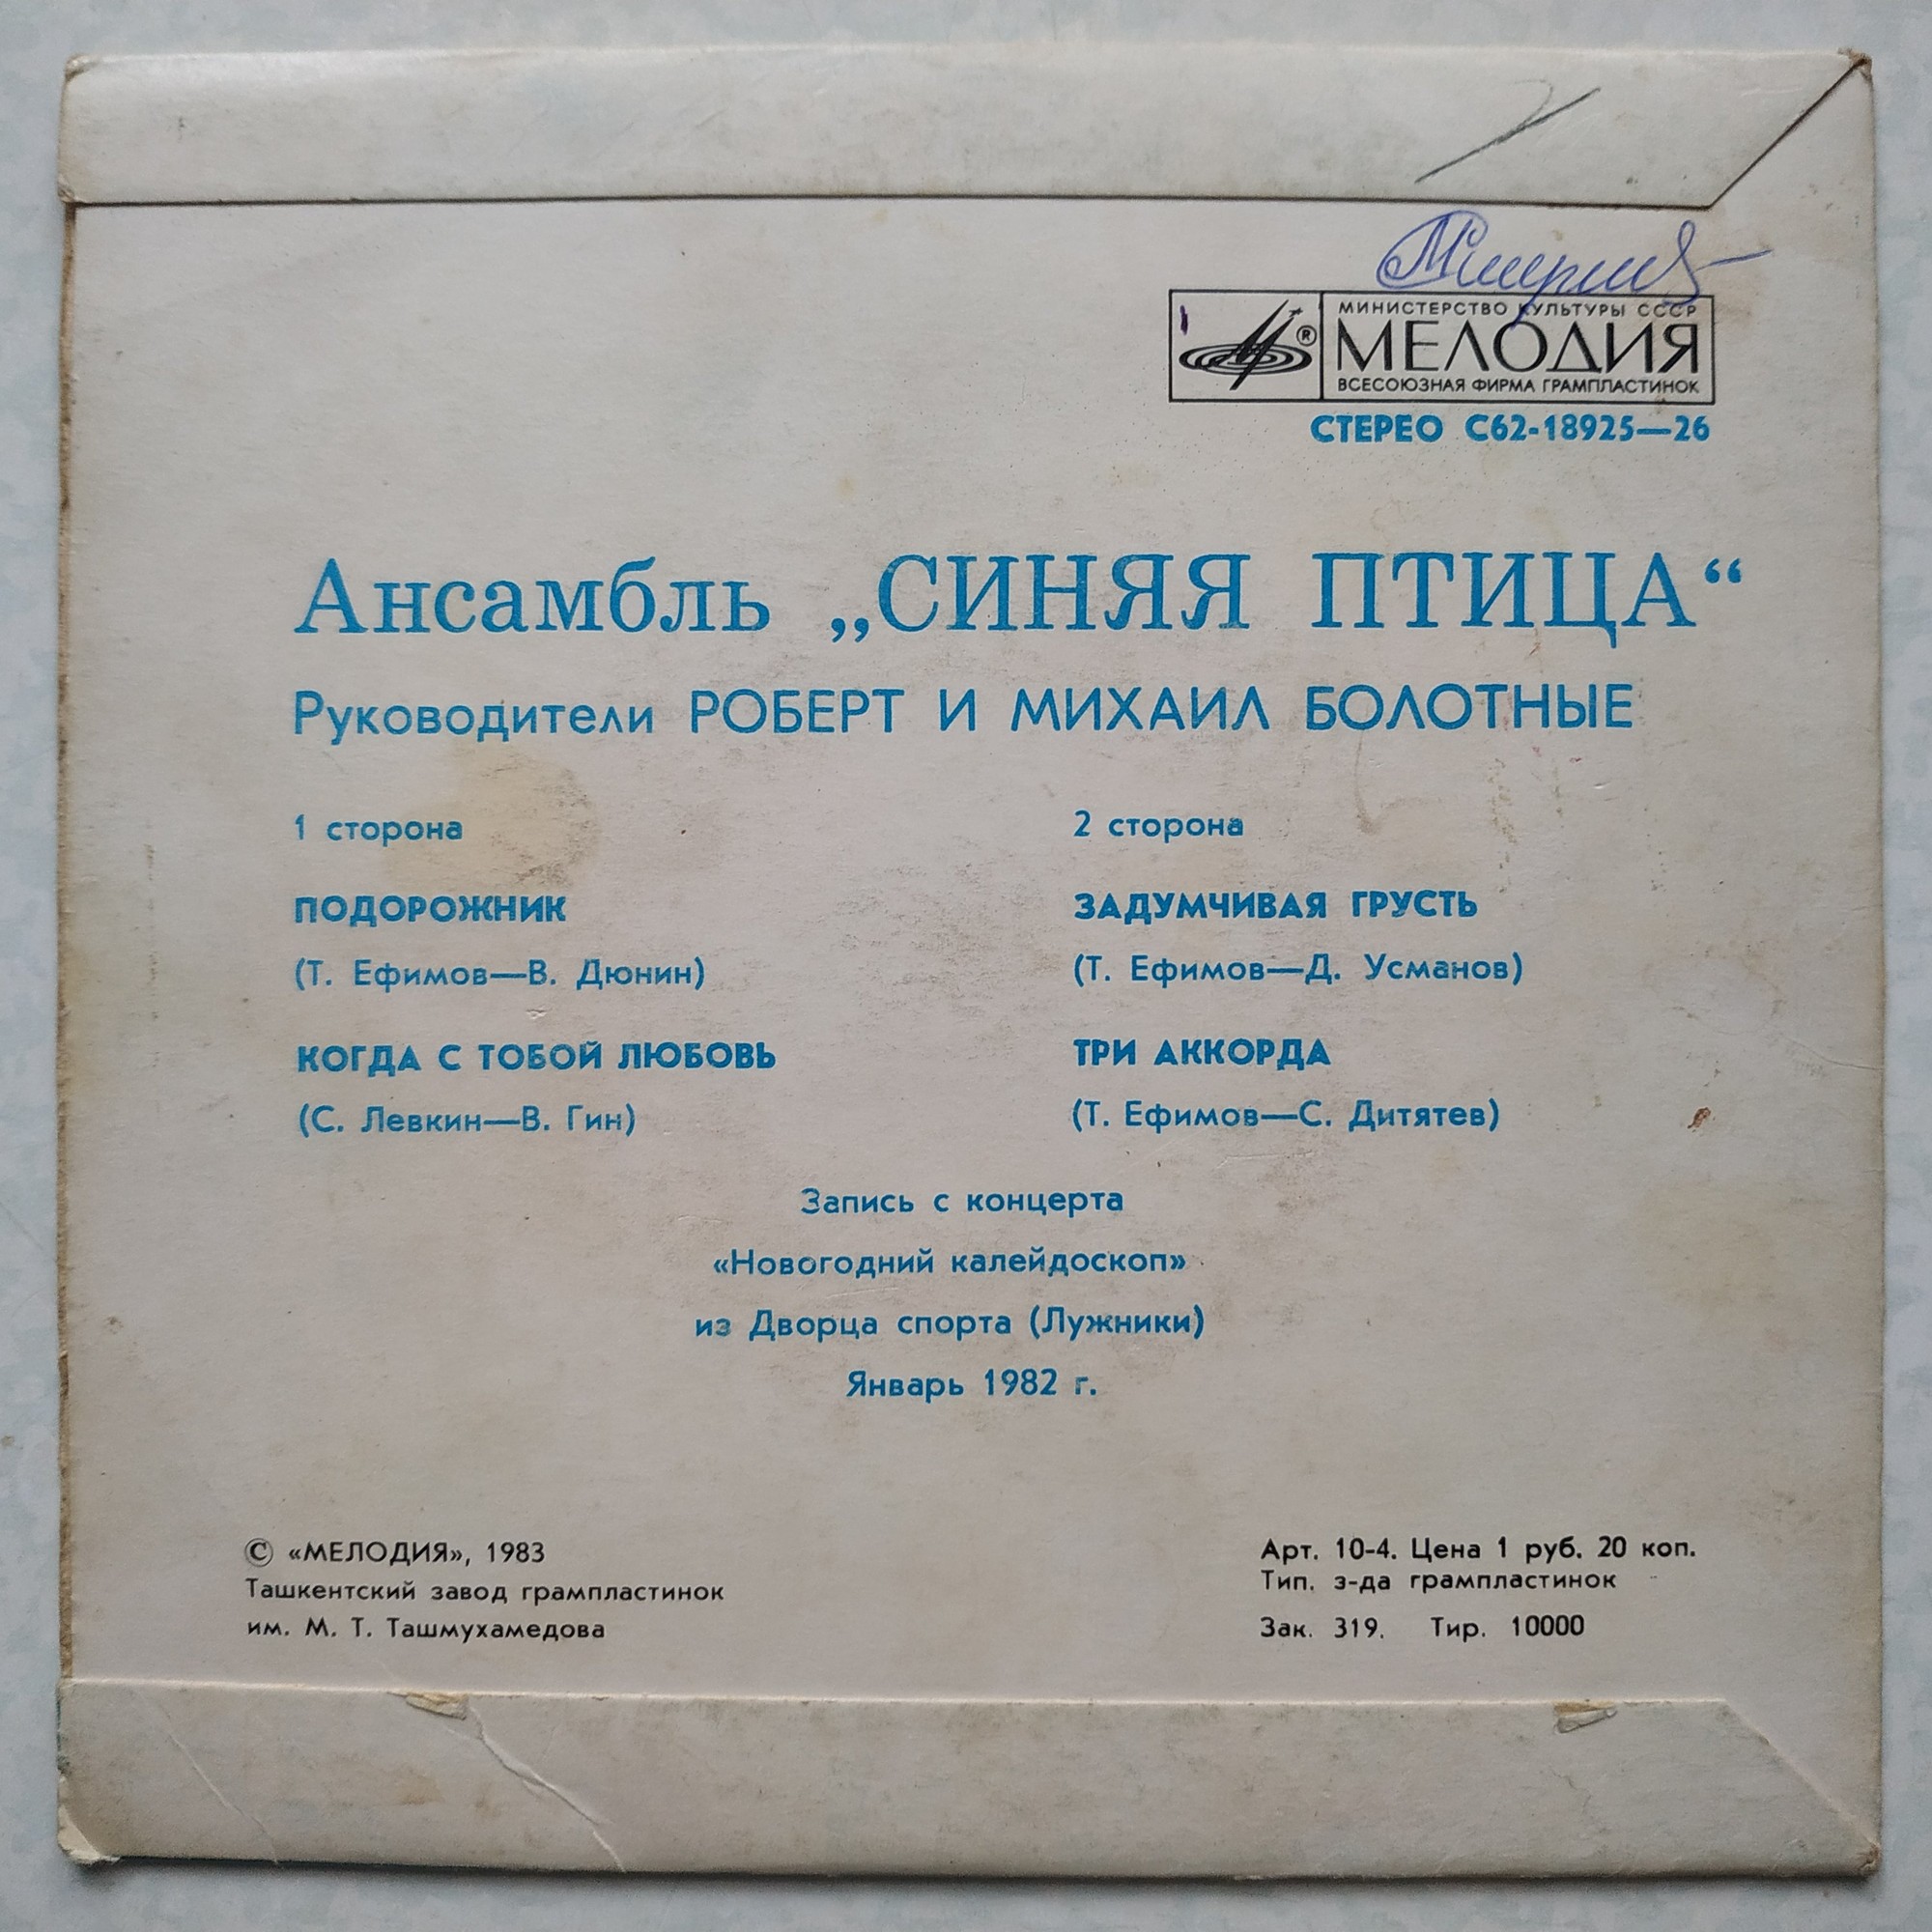 МИНИСТЕРСТВО КУЛЬТУРЫ СССР
МЕЛОДИЯ
®
ВСЕСОЮЗНАЯ ФИРМА ГРАМПЛАСТИНОК
СТЕРЕО С62-18925—26
Ансамбль „СИНЯЯ ПТИЦА“
Руководители РОБЕРТ И МИХАИЛ БОЛОТНЫЕ
1 сторона
ПОДОРОЖНИК
(Т. Ефимов—В. Дюнин)
КОГДА С ТОБОЙ ЛЮБОВЬ
(С. Левкин—В. Гин)
2 сторона
ЗАДУМЧИВАЯ ГРУСТЬ
(Т. Ефимов—Д. Усманов)
ТРИ АККОРДА
(Т. Ефимов—С. Дитятев)
Запись с концерта
«Новогодний калейдоскоп»
из Дворца спорта (Лужники)
Январь 1982 г.
© «МЕЛОДИЯ», 1983
Ташкентский завод грампластинок
им. М. Т. Ташмухамедова
Арт. 10-4. Цена 1 руб. 20 коп.
Тип. з-да грампластинок
Зак. 319. Тир. 10000